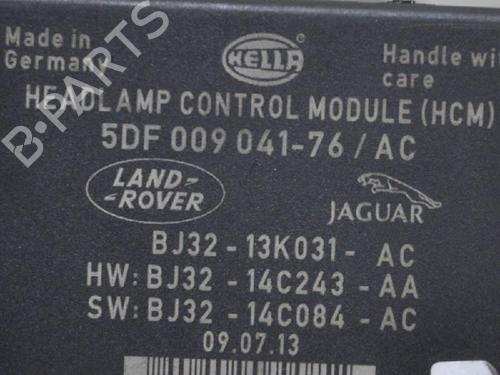 Made in
Germany
HELLA
Handle wit
care
HEADLAMP CONTROL MODULE (HCM)
5DF 009 041-76 / AC
LAND-
-ROVER
JAGUAR
BJ32 - 13K031 - AC
HW: BJ32 - 14C243 - AA
SW: BJ32 - 14C084 - AC
09.07.13
B-PARTS